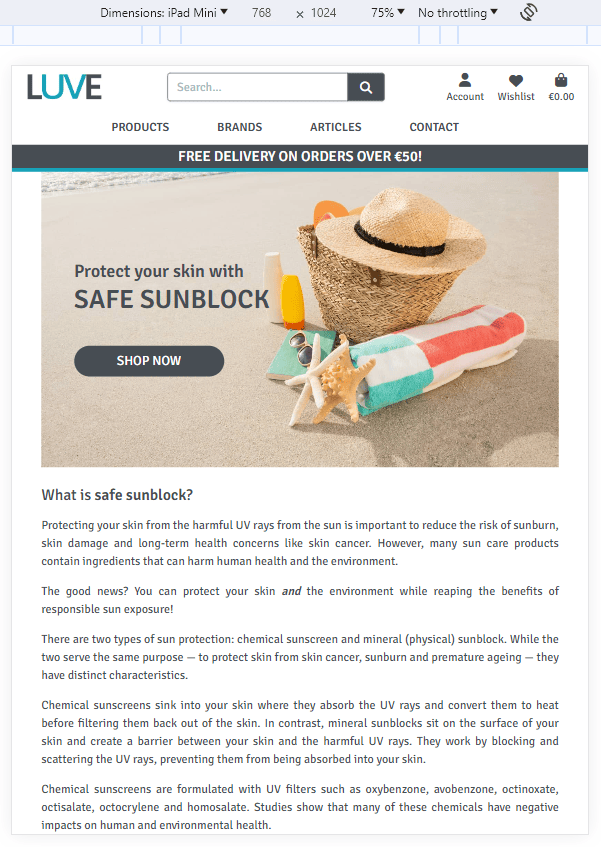 Dimensions: iPad Mini 768 × 1024 75% No throttling
LUVE
Search...
Account Wishlist €0.00
PRODUCTS BRANDS ARTICLES CONTACT
FREE DELIVERY ON ORDERS OVER €50!
Protect your skin with
SAFE SUNBLOCK
SHOP NOW
What is safe sunblock?
Protecting your skin from the harmful UV rays from the sun is important to reduce the risk of sunburn,
skin damage and long-term health concerns like skin cancer. However, many sun care products
contain ingredients that can harm human health and the environment.
The good news? You can protect your skin and the environment while reaping the benefits of
responsible sun exposure!
There are two types of sun protection: chemical sunscreen and mineral (physical) sunblock. While the
two serve the same purpose — to protect skin from skin cancer, sunburn and premature ageing — they
have distinct characteristics.
Chemical sunscreens sink into your skin where they absorb the UV rays and convert them to heat
before filtering them back out of the skin. In contrast, mineral sunblocks sit on the surface of your
skin and create a barrier between your skin and the harmful UV rays. They work by blocking and
scattering the UV rays, preventing them from being absorbed into your skin.
Chemical sunscreens are formulated with UV filters such as oxybenzone, avobenzone, octinoxate,
octisalate, octocrylene and homosalate. Studies show that many of these chemicals have negative
impacts on human and environmental health.